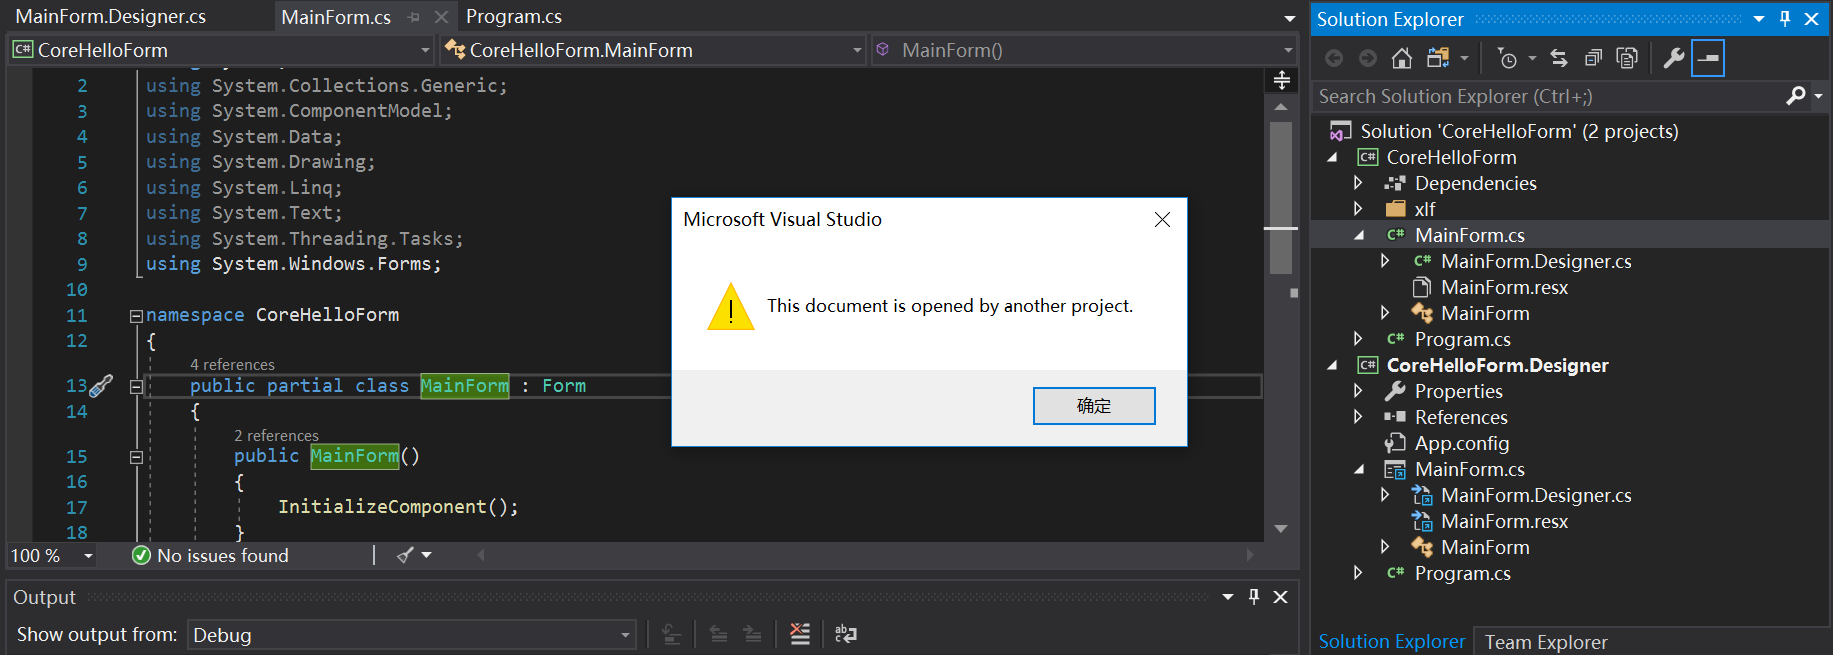 MainForm.Designer.cs
MainForm.cs
Program.cs
CoreHelloForm
CoreHelloForm.MainForm
MainForm()
2 using System.Collections.Generic;
3 using System.ComponentModel;
4 using System.Data;
5 using System.Drawing;
6 using System.Linq;
7 using System.Text;
8 using System.Threading.Tasks;
9 using System.Windows.Forms;
10
11 namespace CoreHelloForm
12 {
4 references
13 public partial class MainForm : Form
14 {
2 references
15 public MainForm()
16 {
17 InitializeComponent();
18 }
100 %
No issues found
Output
Show output from:
Debug
Microsoft Visual Studio
This document is opened by another project.
确定
Solution Explorer
Search Solution Explorer (Ctrl+;)
Solution 'CoreHelloForm' (2 projects)
C# CoreHelloForm
Dependencies
xlf
C# MainForm.cs
C# MainForm.Designer.cs
MainForm.resx
MainForm
C# Program.cs
C# CoreHelloForm.Designer
Properties
References
App.config
MainForm.cs
MainForm.Designer.cs
MainForm.resx
MainForm
C# Program.cs
Solution Explorer
Team Explorer